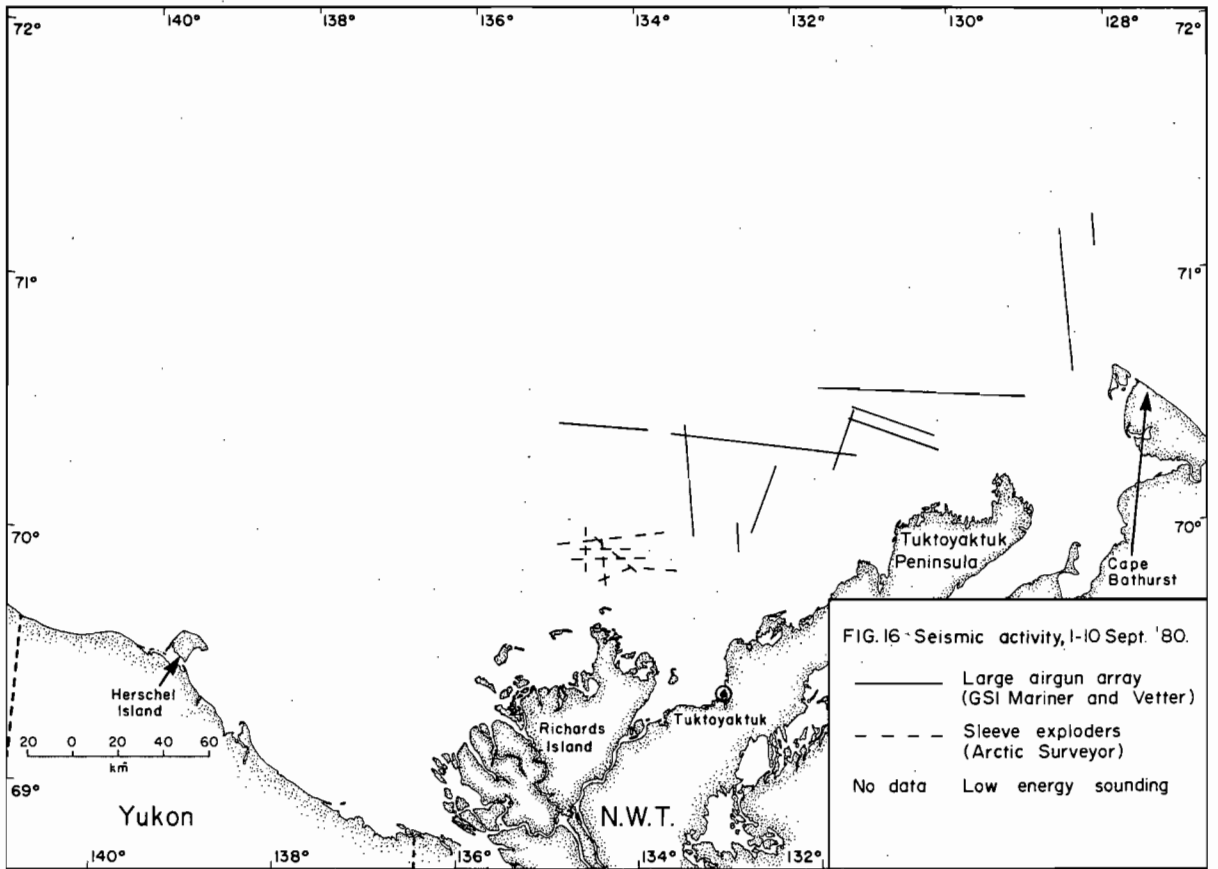 72° 140° 138° 136° 134° 132° 130° 128° 72°
71° 71°
70° 70°
Tuktoyaktuk
Peninsula
Cape
Bathurst
Herschel
Island
20 0 20 40 60
km
Richards
Island
Tuktoyaktuk
69°
Yukon
N.W.T.
140° 138° 136° 134° 132°
FIG. 16 Seismic activity, 1-10 Sept. '80.
Large airgun array
(GSI Mariner and Vetter)
Sleeve exploders
(Arctic Surveyor)
No data Low energy sounding